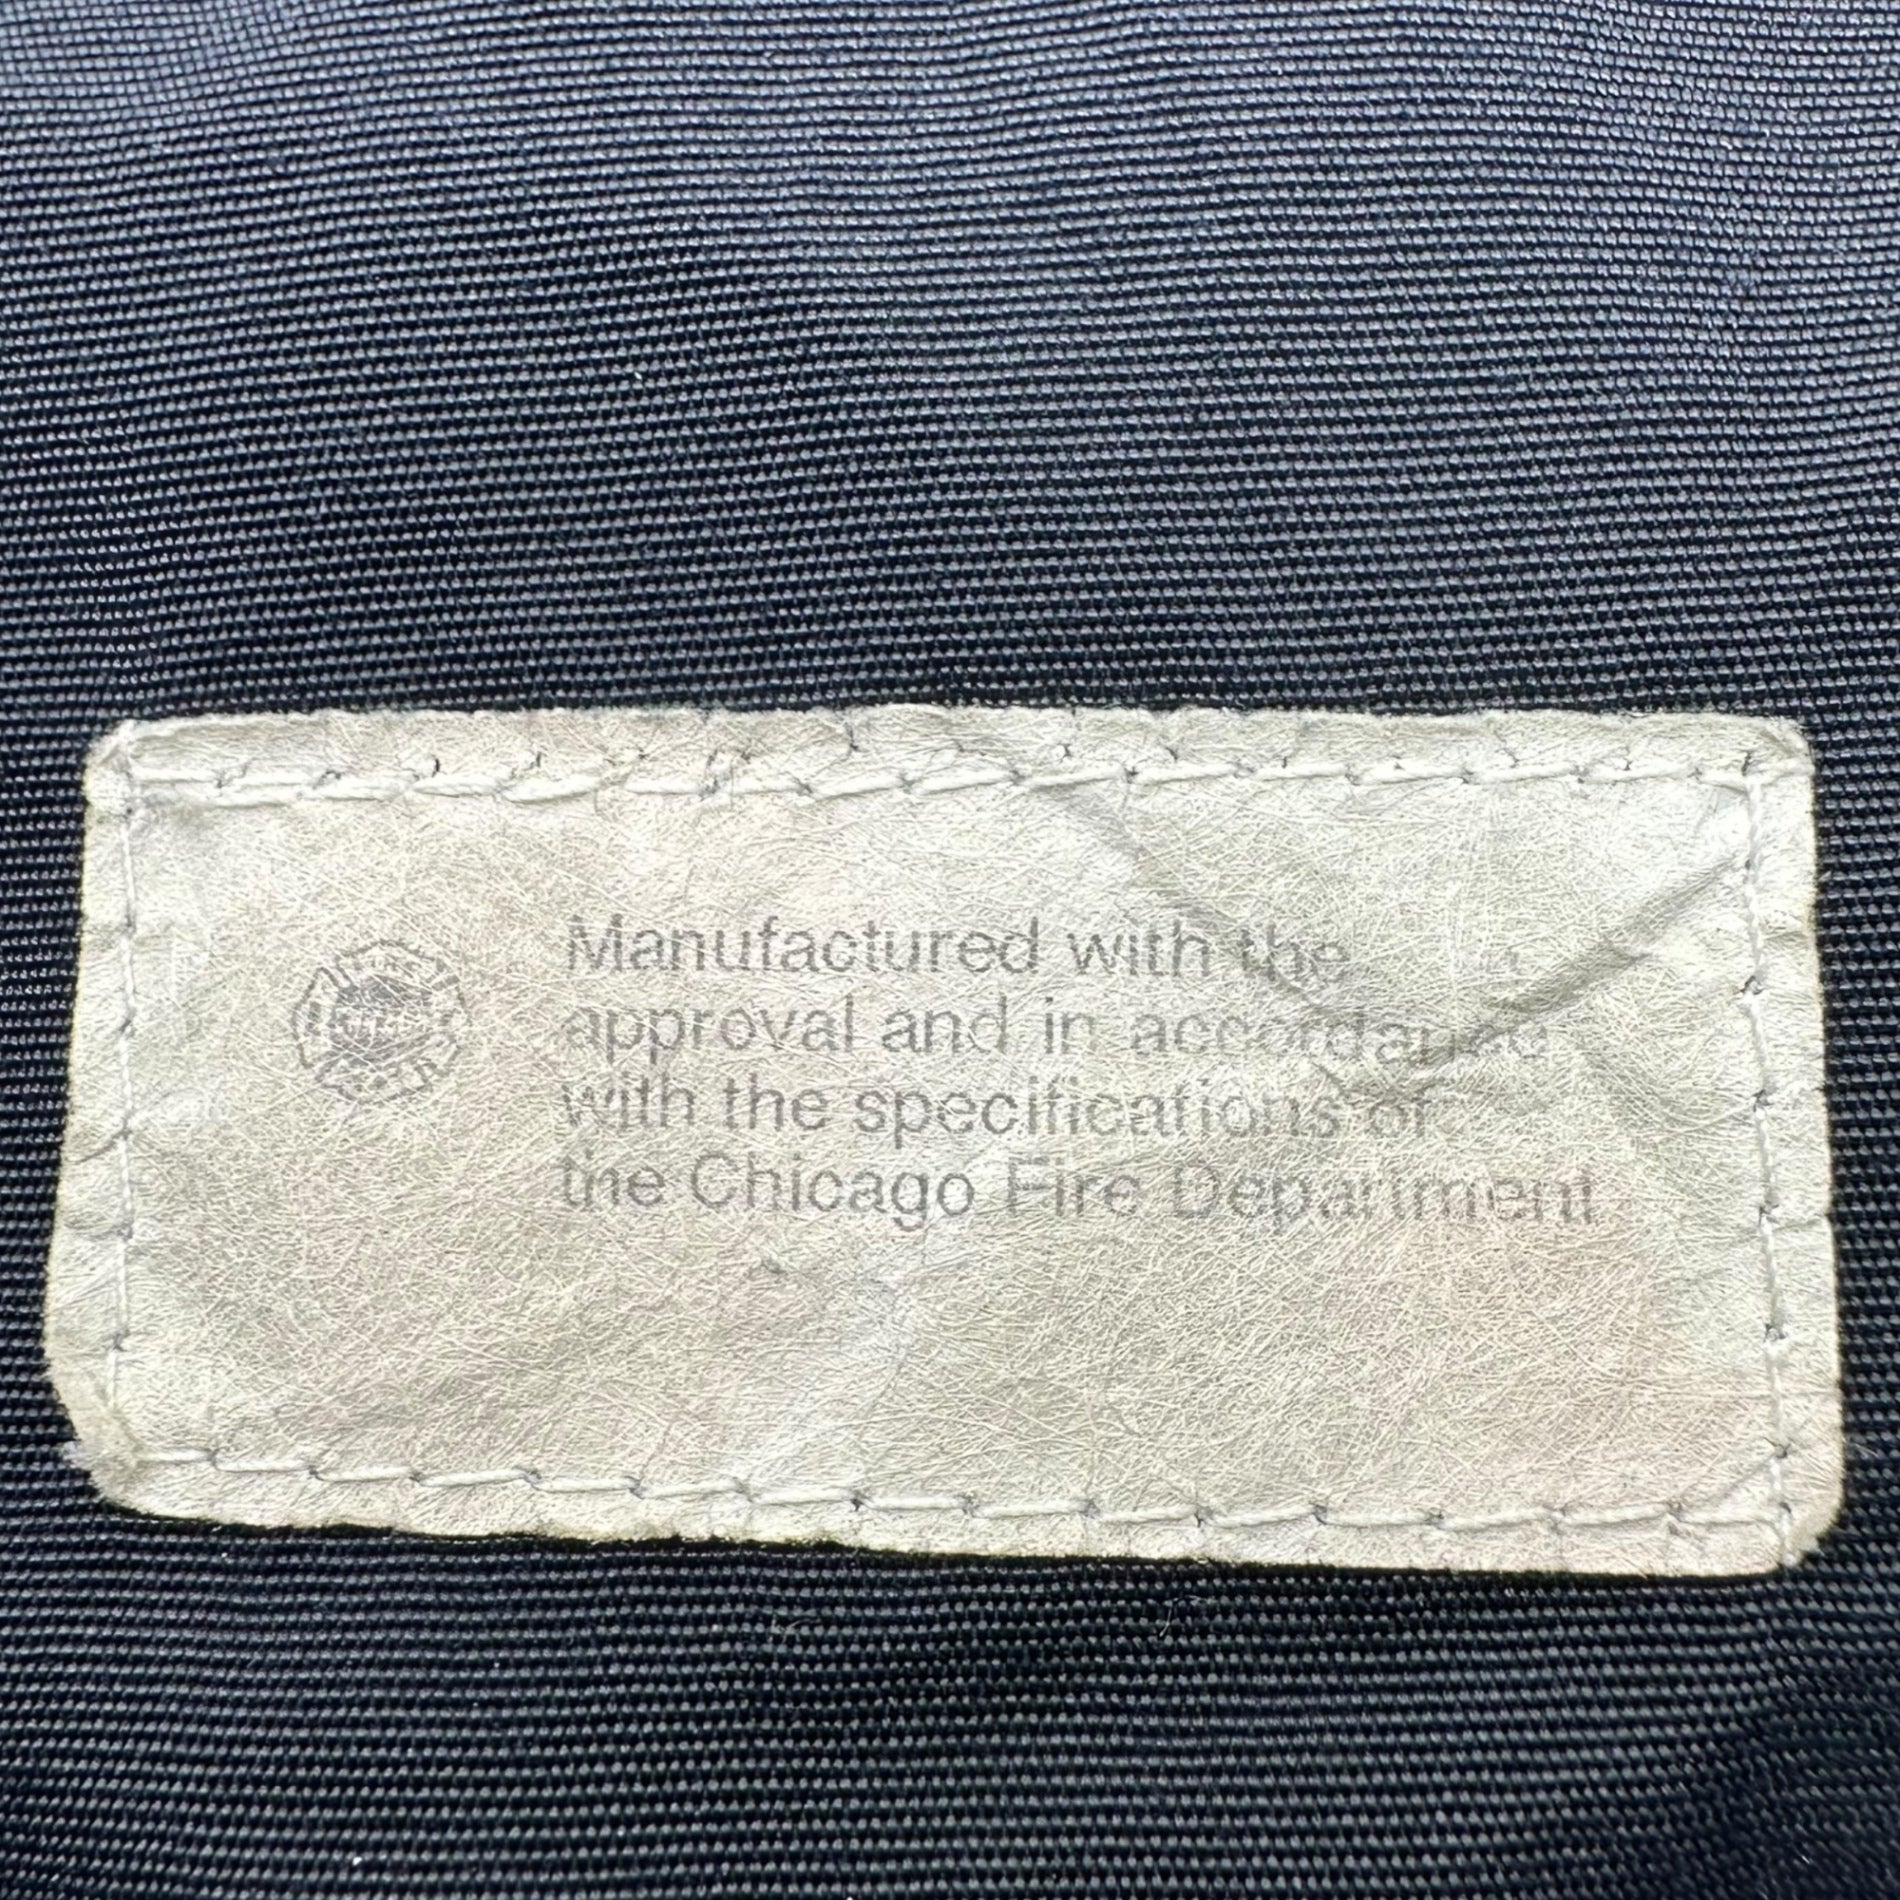 Manufactured with the
approval and in accordance
with the specifications of
the Chicago Fire Department